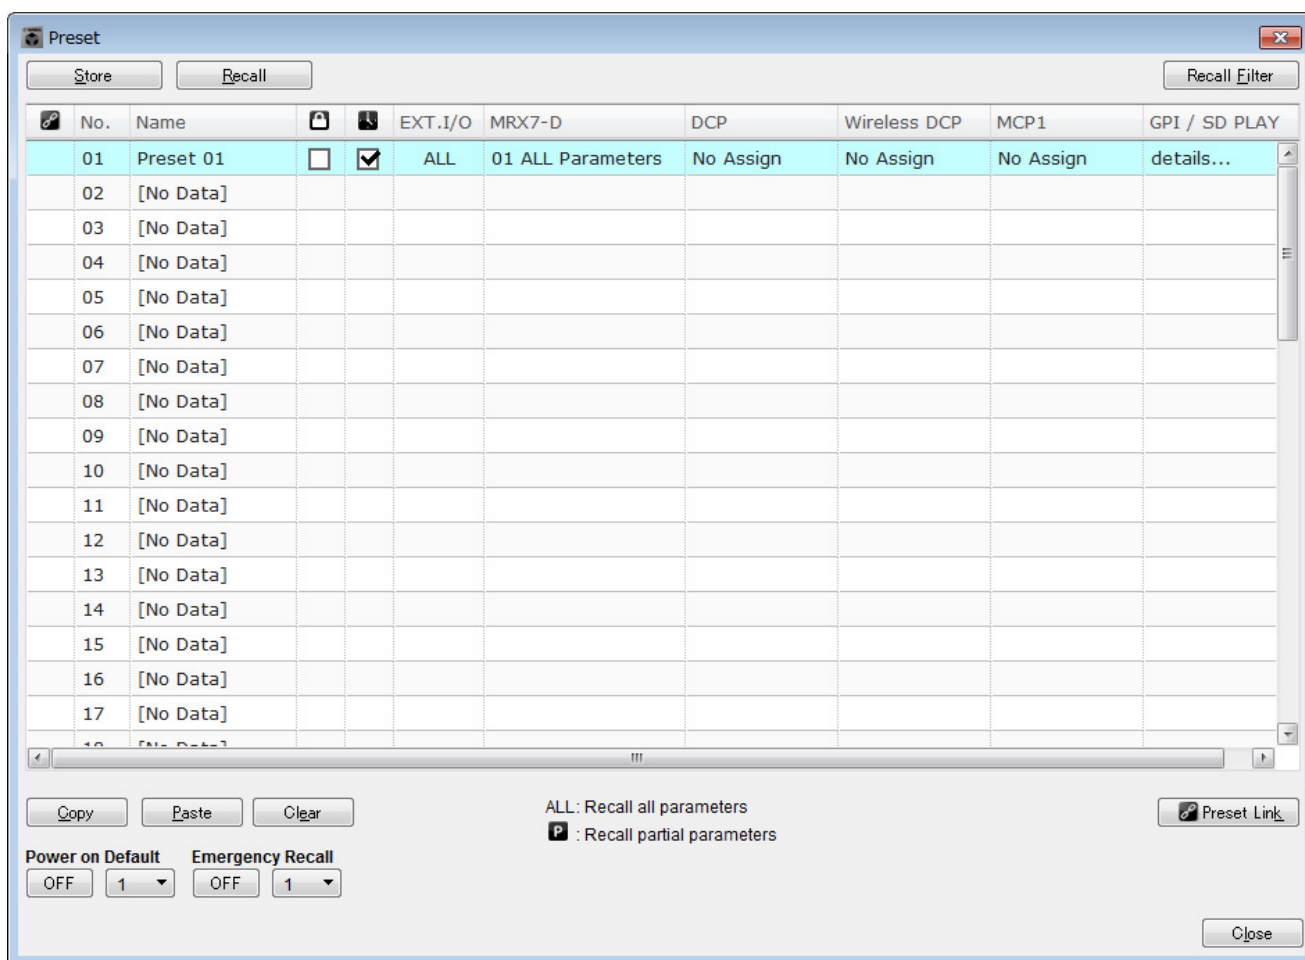 Preset
Store Recall Recall Filter
No. Name EXT.I/O MRX7-D DCP Wireless DCP MCP1 GPI / SD PLAY
01 Preset 01 ALL 01 ALL Parameters No Assign No Assign No Assign details...
02 [No Data]
03 [No Data]
04 [No Data]
05 [No Data]
06 [No Data]
07 [No Data]
08 [No Data]
09 [No Data]
10 [No Data]
11 [No Data]
12 [No Data]
13 [No Data]
14 [No Data]
15 [No Data]
16 [No Data]
17 [No Data]
18 [No Data]
Copy Paste Clear ALL: Recall all parameters Preset Link
P : Recall partial parameters
Power on Default Emergency Recall
OFF 1 OFF 1
Close